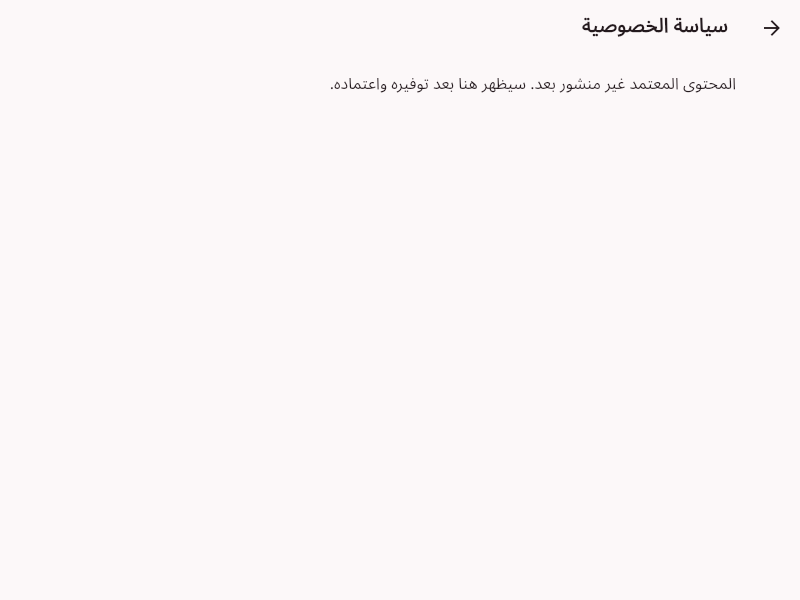 سياسة الخصوصية
المحتوى المعتمد غير منشور بعد. سيظهر هنا بعد توفيره واعتماده.